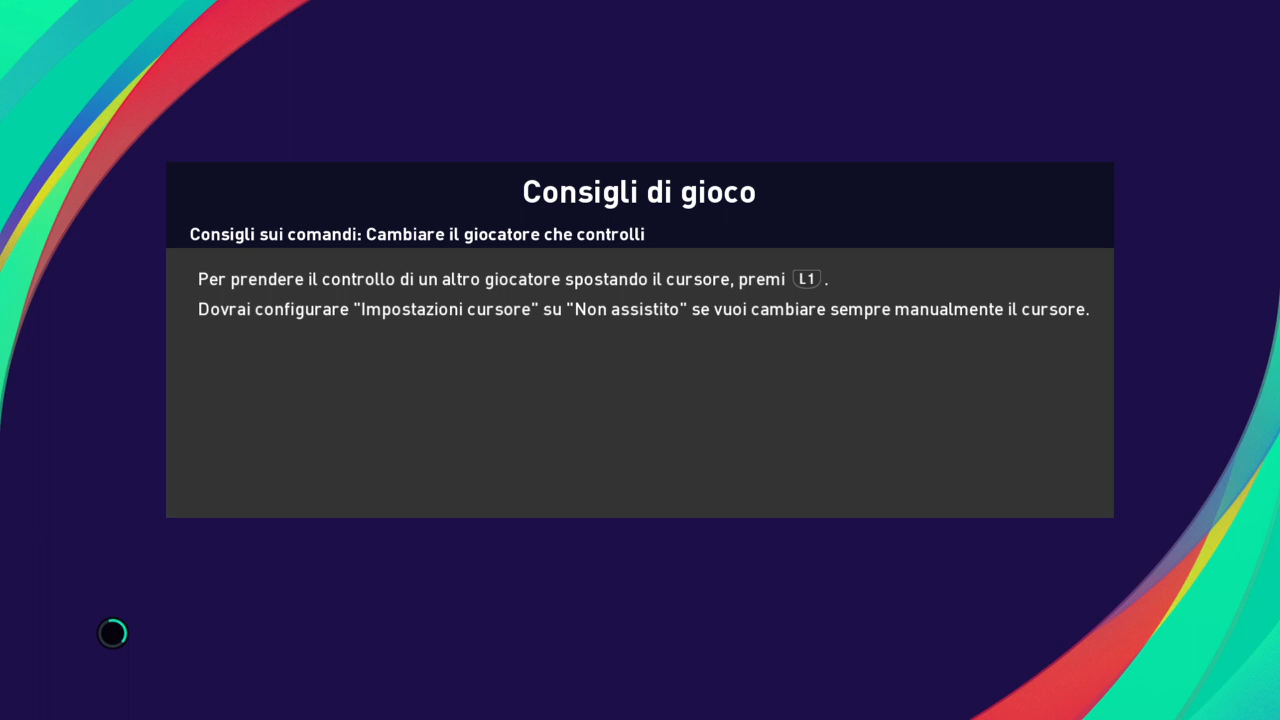 Consigli di gioco
Consigli sui comandi: Cambiare il giocatore che controlli
Per prendere il controllo di un altro giocatore spostando il cursore, premi L1.
Dovrai configurare "Impostazioni cursore" su "Non assistito" se vuoi cambiare sempre manualmente il cursore.